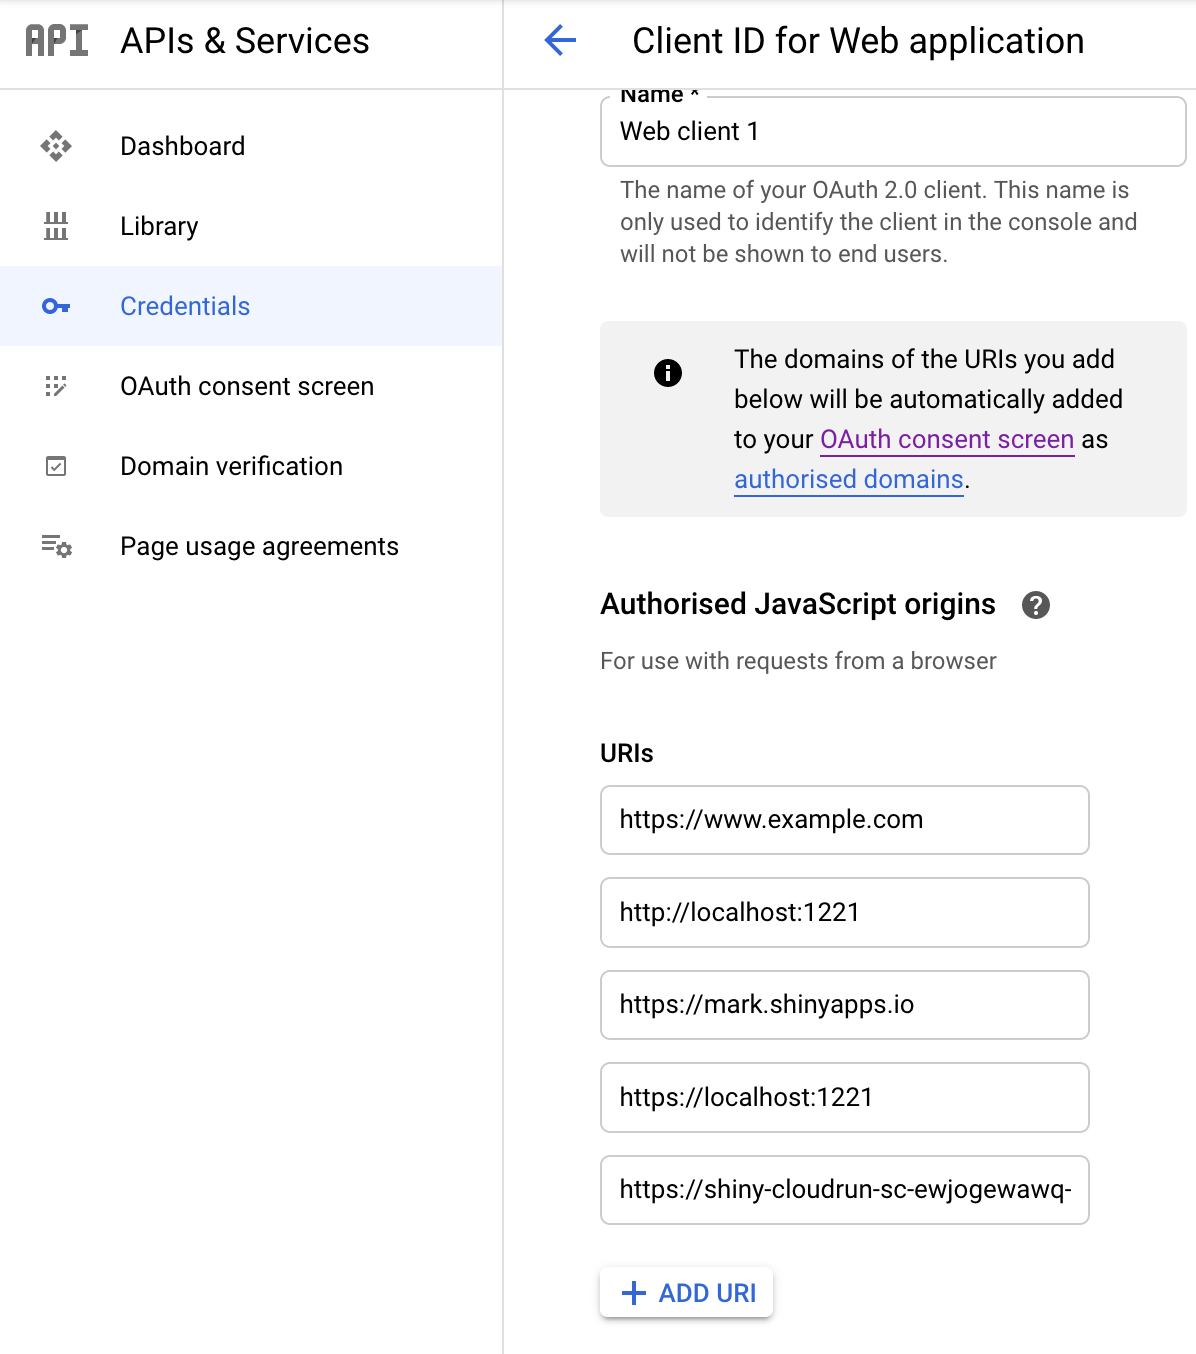 API APIs & Services
Dashboard
Library
Credentials
OAuth consent screen
Domain verification
Page usage agreements
Client ID for Web application
Name *
Web client 1
The name of your OAuth 2.0 client. This name is
only used to identify the client in the console and
will not be shown to end users.
The domains of the URIs you add
below will be automatically added
to your OAuth consent screen as
authorised domains.
Authorised JavaScript origins
For use with requests from a browser
URIs
https://www.example.com
http://localhost:1221
https://mark.shinyapps.io
https://localhost:1221
https://shiny-cloudrun-sc-ewjogewawq-
ADD URI